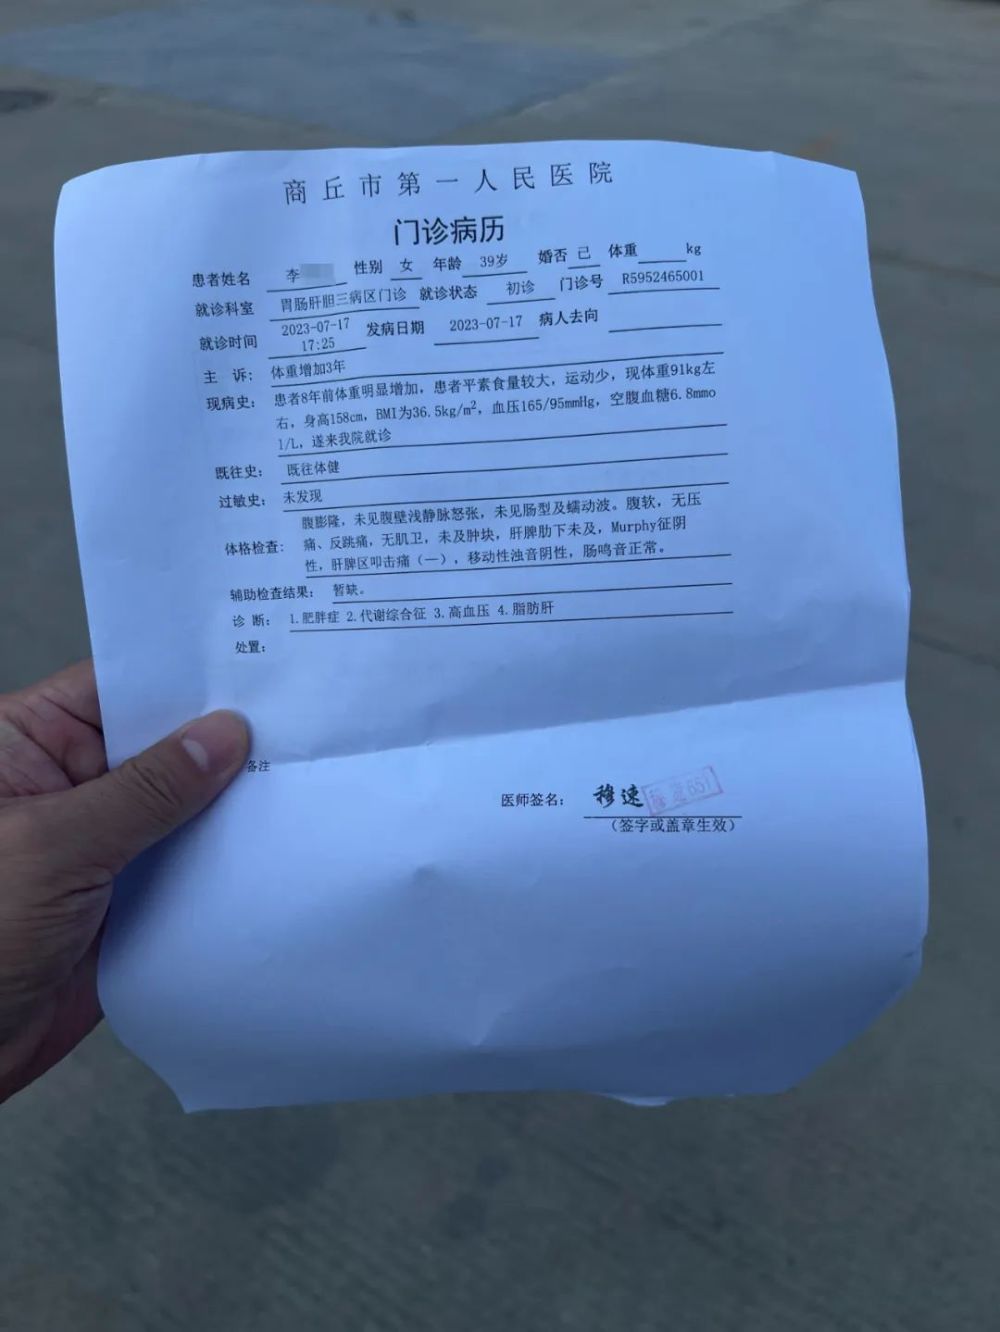 商丘市第一人民医院
门诊病历
患者姓名 李 性别 女 年龄 39岁 婚否 己 体重 kg
就诊科室 胃肠肝胆三病区门诊 就诊状态 初诊 门诊号 R5952465001
就诊时间 2023-07-17 17:25 发病日期 2023-07-17 病人去向
主 诉: 体重增加3年
现病史: 患者8年前体重明显增加，患者平素食量较大，运动少，现体重91kg左
右，身高158cm，BMI为36.5kg/m²，血压165/95mmHg，空腹血糖6.8mmo
l/L，遂来我院就诊
既往史: 既往体健
过敏史: 未发现
腹膨隆，未见腹壁浅静脉怒张，未见肠型及蠕动波。腹软，无压
体格检查: 痛、反跳痛，无肌卫，未及肿块，肝脾肋下未及，Murphy征阴
性，肝脾区叩击痛（—），移动性浊音阴性，肠鸣音正常。
辅助检查结果: 暂缺。
诊 断: 1.肥胖症 2.代谢综合征 3.高血压 4.脂肪肝
处置:
备注
医师签名: 穆速
（签字或盖章生效）